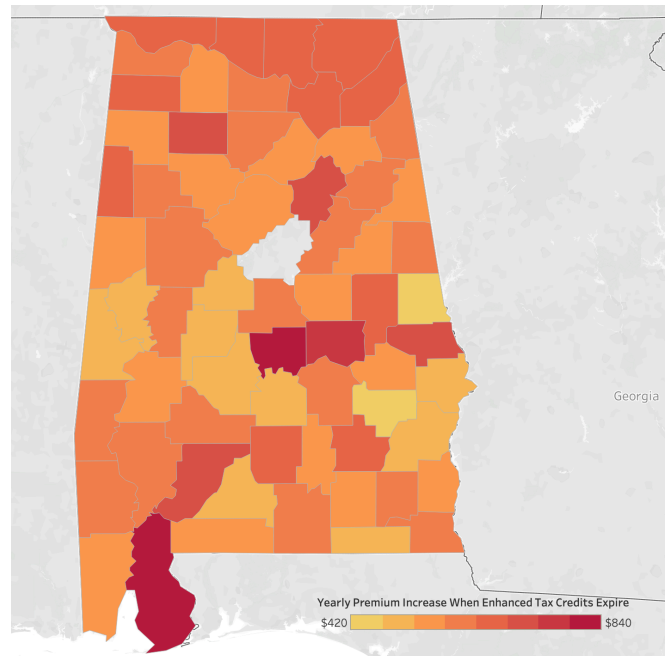 Georgia
Yearly Premium Increase When Enhanced Tax Credits Expire
$420 $840